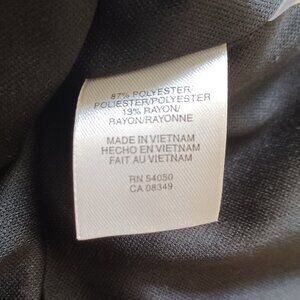 87% POLYESTER/
POLIESTER/POLYESTER
13% RAYON/
RAYON/RAYONNE
MADE IN VIETNAM
HECHO EN VIETNAM
FAIT AU VIETNAM
RN 54050
CA 08349